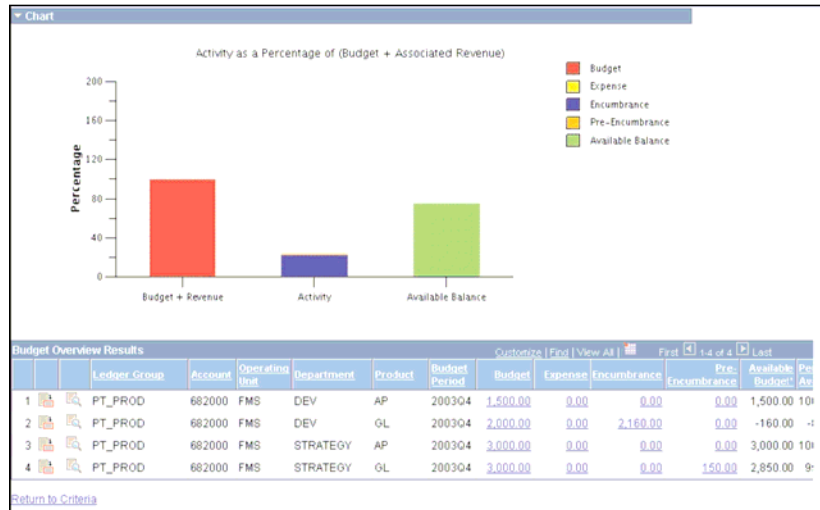 Chart
Activity as a Percentage of (Budget + Associated Revenue)
Budget
Expense
Encumbrance
Pre-Encumbrance
Available Balance
Percentage
200
160
120
80
40
0
Budget + Revenue Activity Available Balance
Budget Overview Results Customize | Find | View All | First 1-4 of 4 Last
Ledger Group Account Operating Unit Department Product Budget Period Budget Expense Encumbrance Pre-Encumbrance Available Budget*
1 PT_PROD 682000 FMS DEV AP 2003Q4 1,500.00 0.00 0.00 0.00 1,500.00
2 PT_PROD 682000 FMS DEV GL 2003Q4 2,000.00 0.00 2,160.00 0.00 -160.00
3 PT_PROD 682000 FMS STRATEGY AP 2003Q4 3,000.00 0.00 0.00 0.00 3,000.00
4 PT_PROD 682000 FMS STRATEGY GL 2003Q4 3,000.00 0.00 0.00 150.00 2,850.00
Return to Criteria